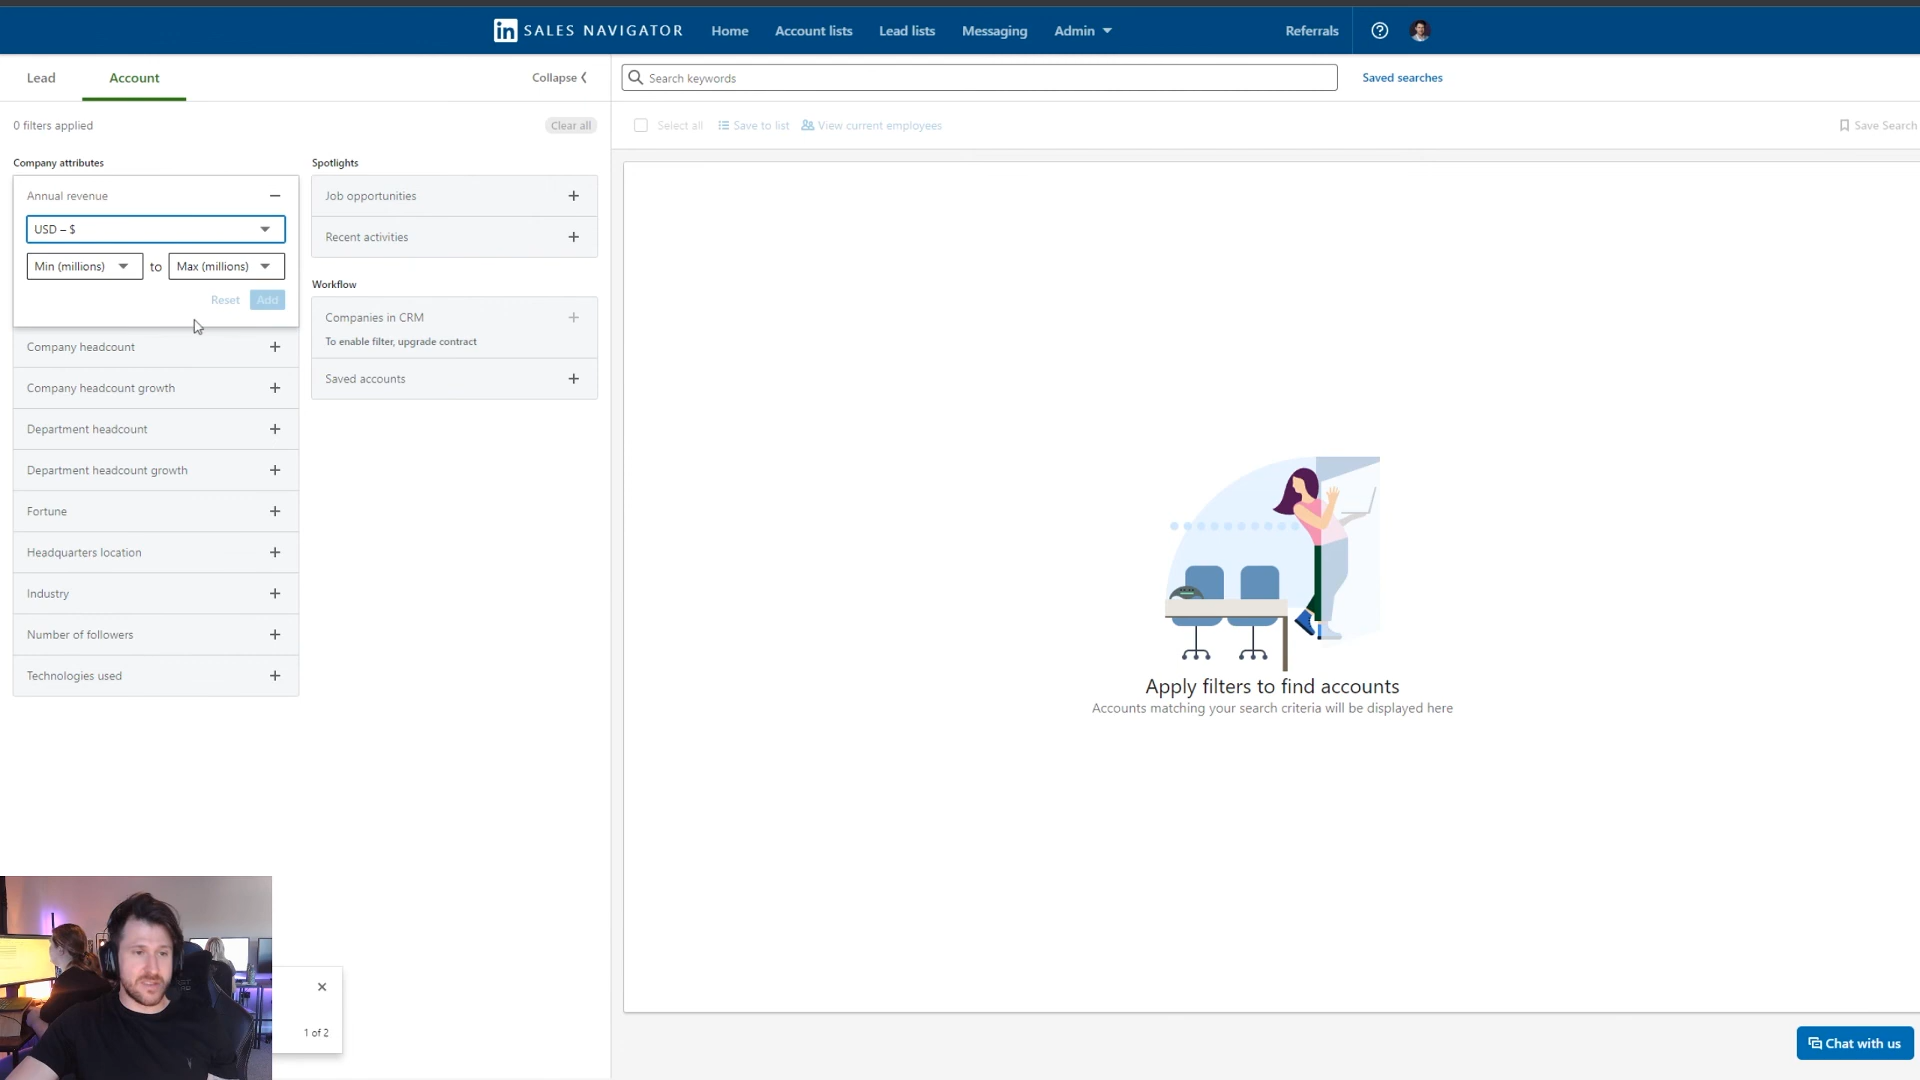 in SALES NAVIGATOR Home Account lists Lead lists Messaging Admin Referrals
Lead Account Collapse
Search keywords
Saved searches
0 filters applied Clear all
Select all Save to list View current employees Save Search
Company attributes
Annual revenue
USD – $
Min (millions) to Max (millions)
Reset Add
Company headcount
Company headcount growth
Department headcount
Department headcount growth
Fortune
Headquarters location
Industry
Number of followers
Technologies used
Spotlights
Job opportunities
Recent activities
Workflow
Companies in CRM
To enable filter, upgrade contract
Saved accounts
Apply filters to find accounts
Accounts matching your search criteria will be displayed here
1 of 2
Chat with us